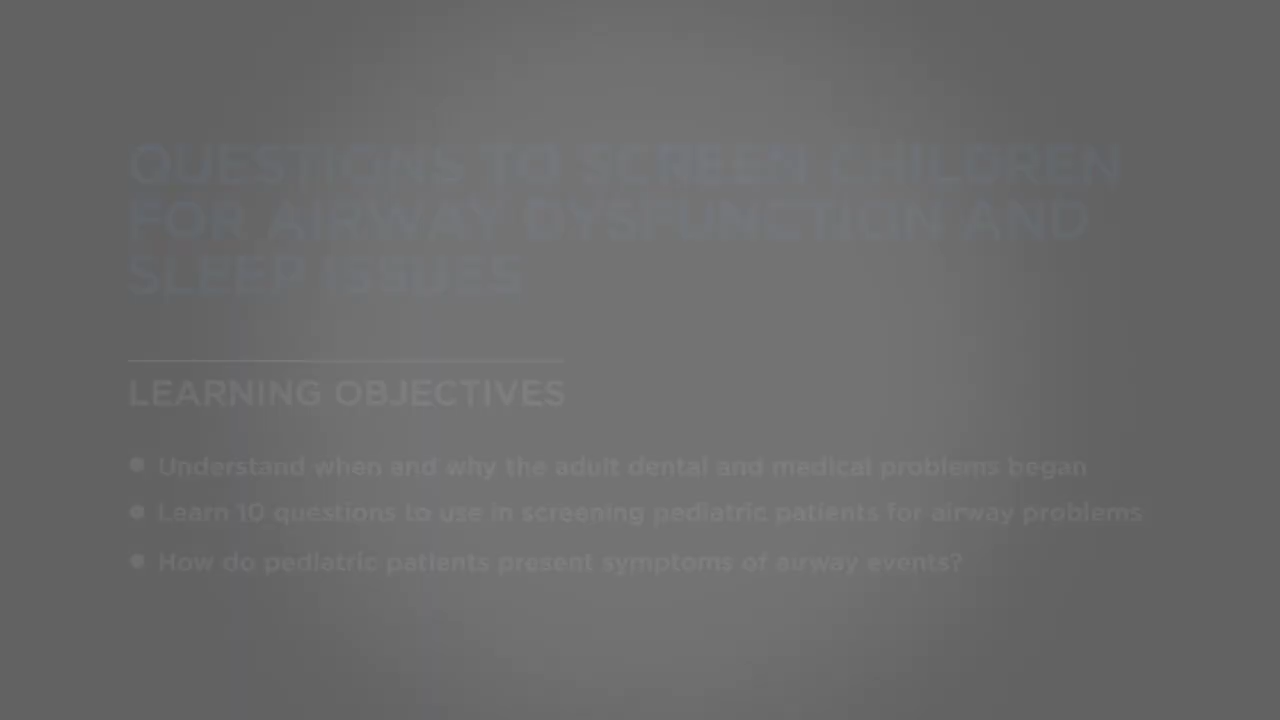 QUESTIONS TO SCREEN CHILDREN
FOR AIRWAY DYSFUNCTION AND
SLEEP ISSUES
LEARNING OBJECTIVES
• Understand when and why the adult dental and medical problems began
• Learn 10 questions to use in screening pediatric patients for airway problems
• How do pediatric patients present symptoms of airway events?